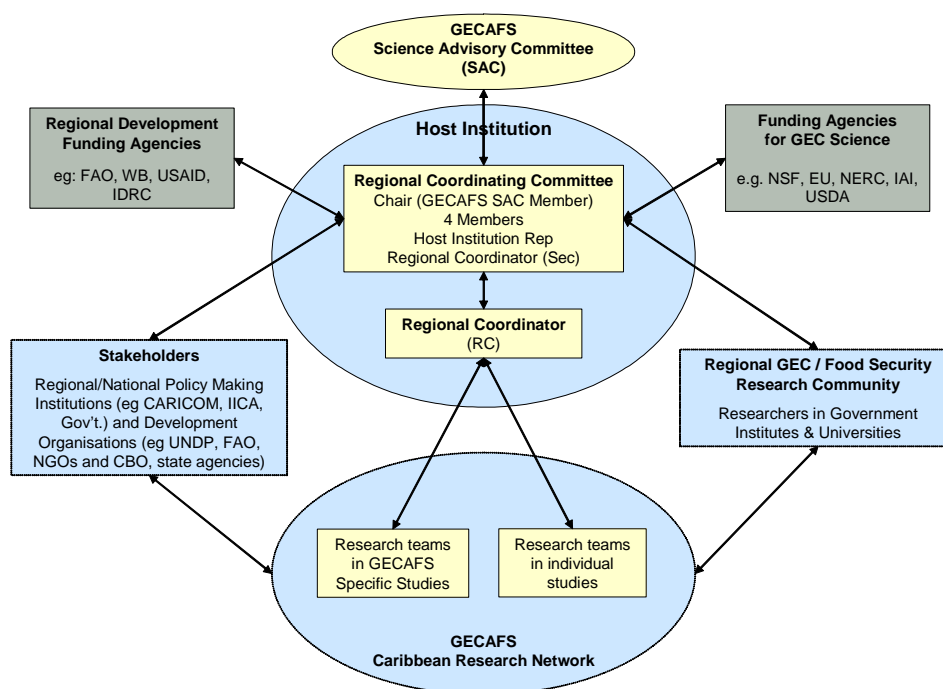 GECAFS
Science Advisory Committee
(SAC)
Regional Development
Funding Agencies
eg: FAO, WB, USAID,
IDRC
Host Institution
Funding Agencies
for GEC Science
e.g. NSF, EU, NERC, IAI,
USDA
Regional Coordinating Committee
Chair (GECAFS SAC Member)
4 Members
Host Institution Rep
Regional Coordinator (Sec)
Regional Coordinator
(RC)
Stakeholders
Regional/National Policy Making
Institutions (eg CARICOM, IICA,
Gov't.) and Development
Organisations (eg UNDP, FAO,
NGOs and CBO, state agencies)
Regional GEC / Food Security
Research Community
Researchers in Government
Institutes & Universities
Research teams
in GECAFS
Specific Studies
Research teams
in individual
studies
GECAFS
Caribbean Research Network